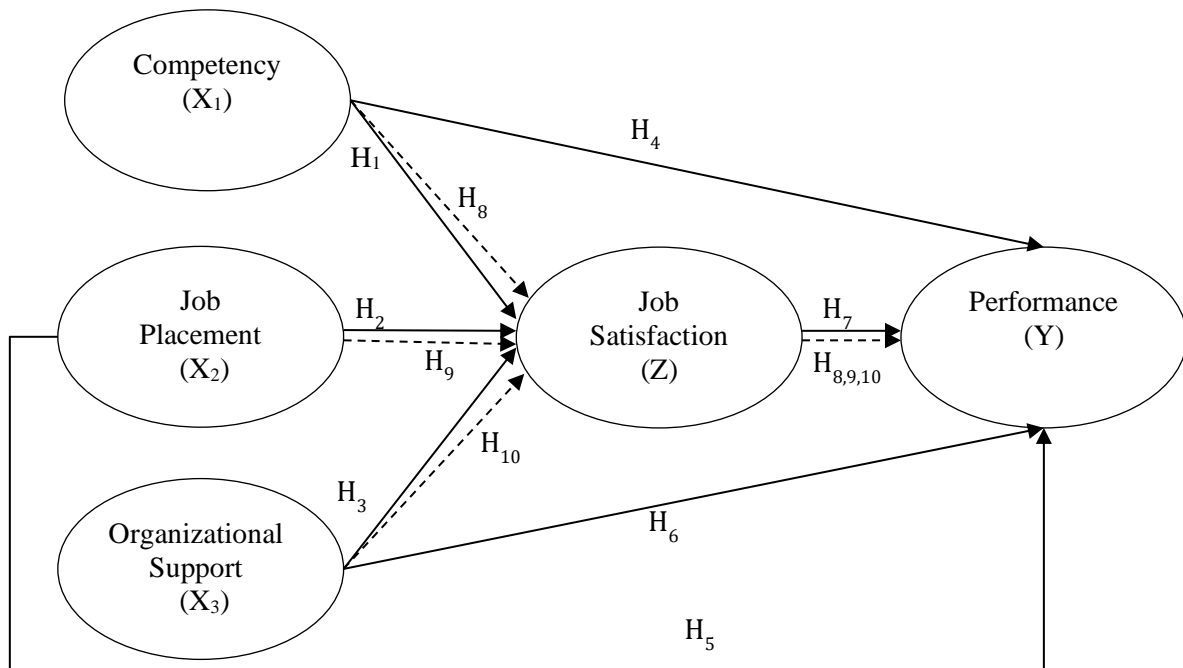 Competency
(X₁)
H₄
H₁
H₈
Job
Placement
(X₂)
H₂
H₉
Job
Satisfaction
(Z)
H₇
H₈,₉,₁₀
Performance
(Y)
H₁₀
H₃
Organizational
Support
(X₃)
H₆
H₅